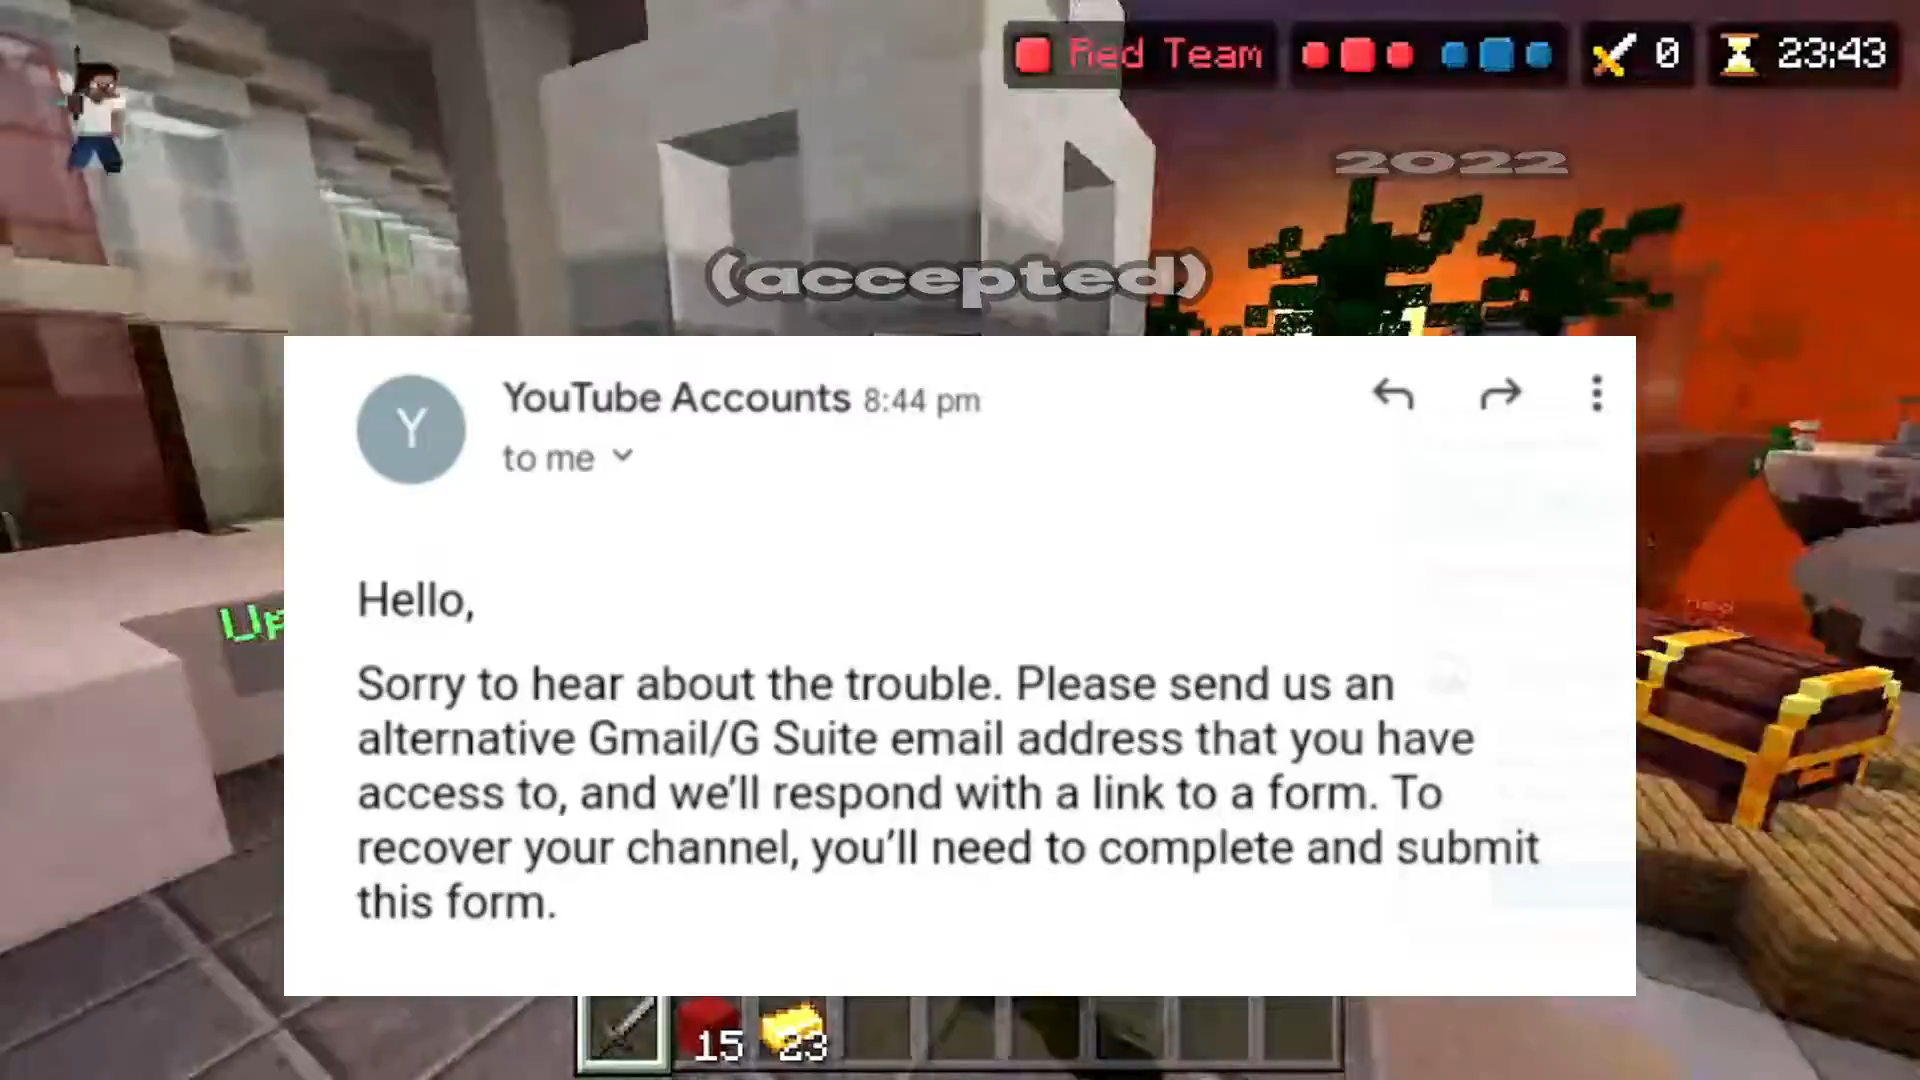 Red Team
0
23:43
2022
(accepted)
Y
YouTube Accounts 8:44 pm
to me
Hello,
Up
Sorry to hear about the trouble. Please send us an
alternative Gmail/G Suite email address that you have
access to, and we'll respond with a link to a form. To
recover your channel, you'll need to complete and submit
this form.
15
23